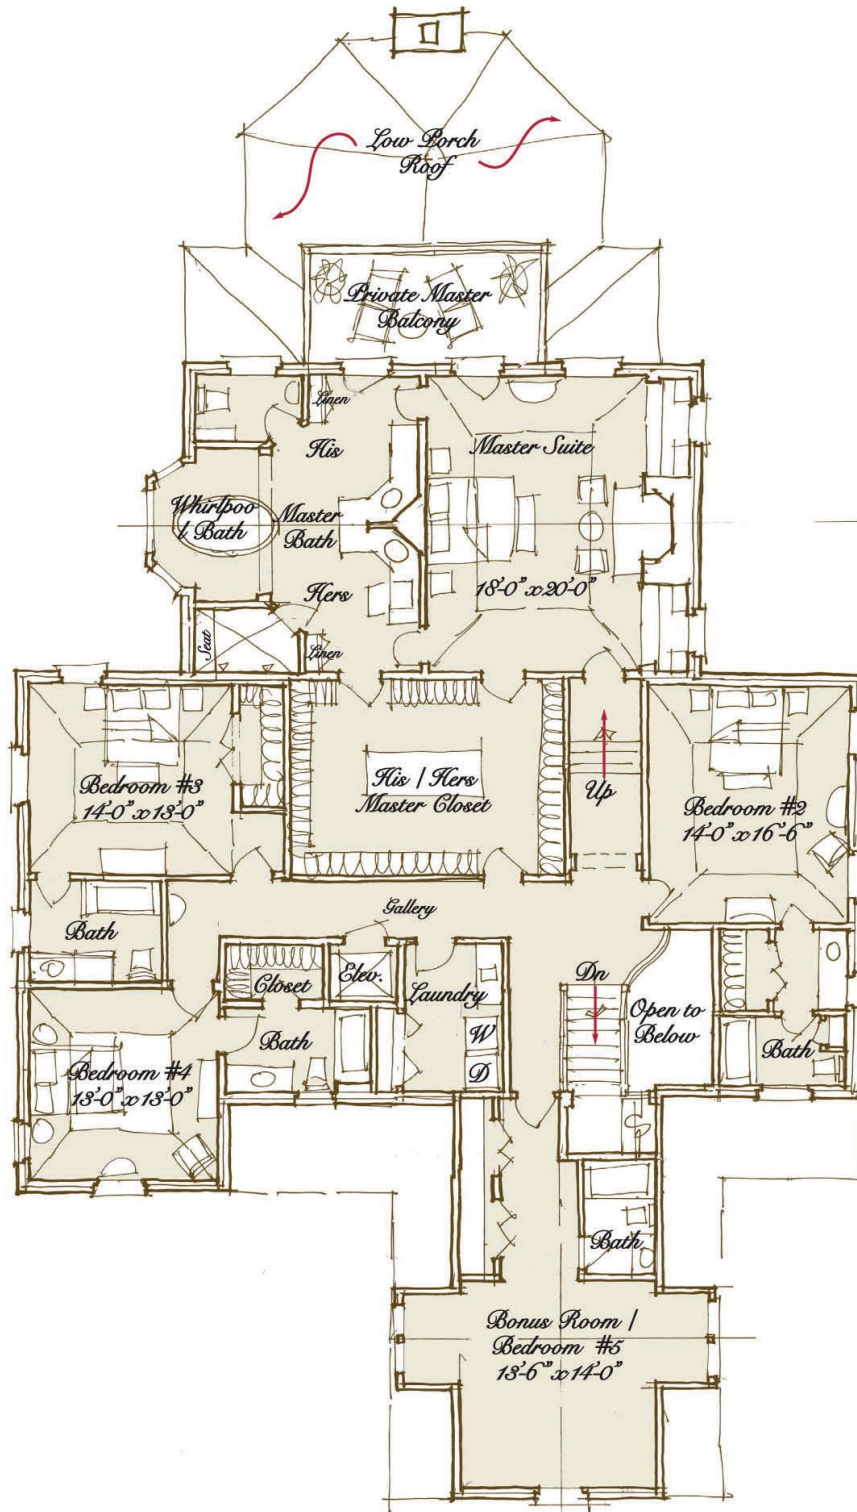 Low Porch
Roof
Private Master
Balcony
Linen
His
Master Suite
Whirlpoo
l Bath
Master
Bath
Hers
18'-0" x 20'-0"
Seat
Linen
Bedroom #3
14'-0" x 13'-0"
His / Hers
Master Closet
Up
Bedroom #2
14'-0" x 16'-6"
Gallery
Bath
Closet
Elev.
Laundry
Dn
Open to
Below
W
D
Bath
Bath
Bedroom #4
13'-0" x 13'-0"
Bath
Bonus Room /
Bedroom #5
13'-6" x 14'-0"